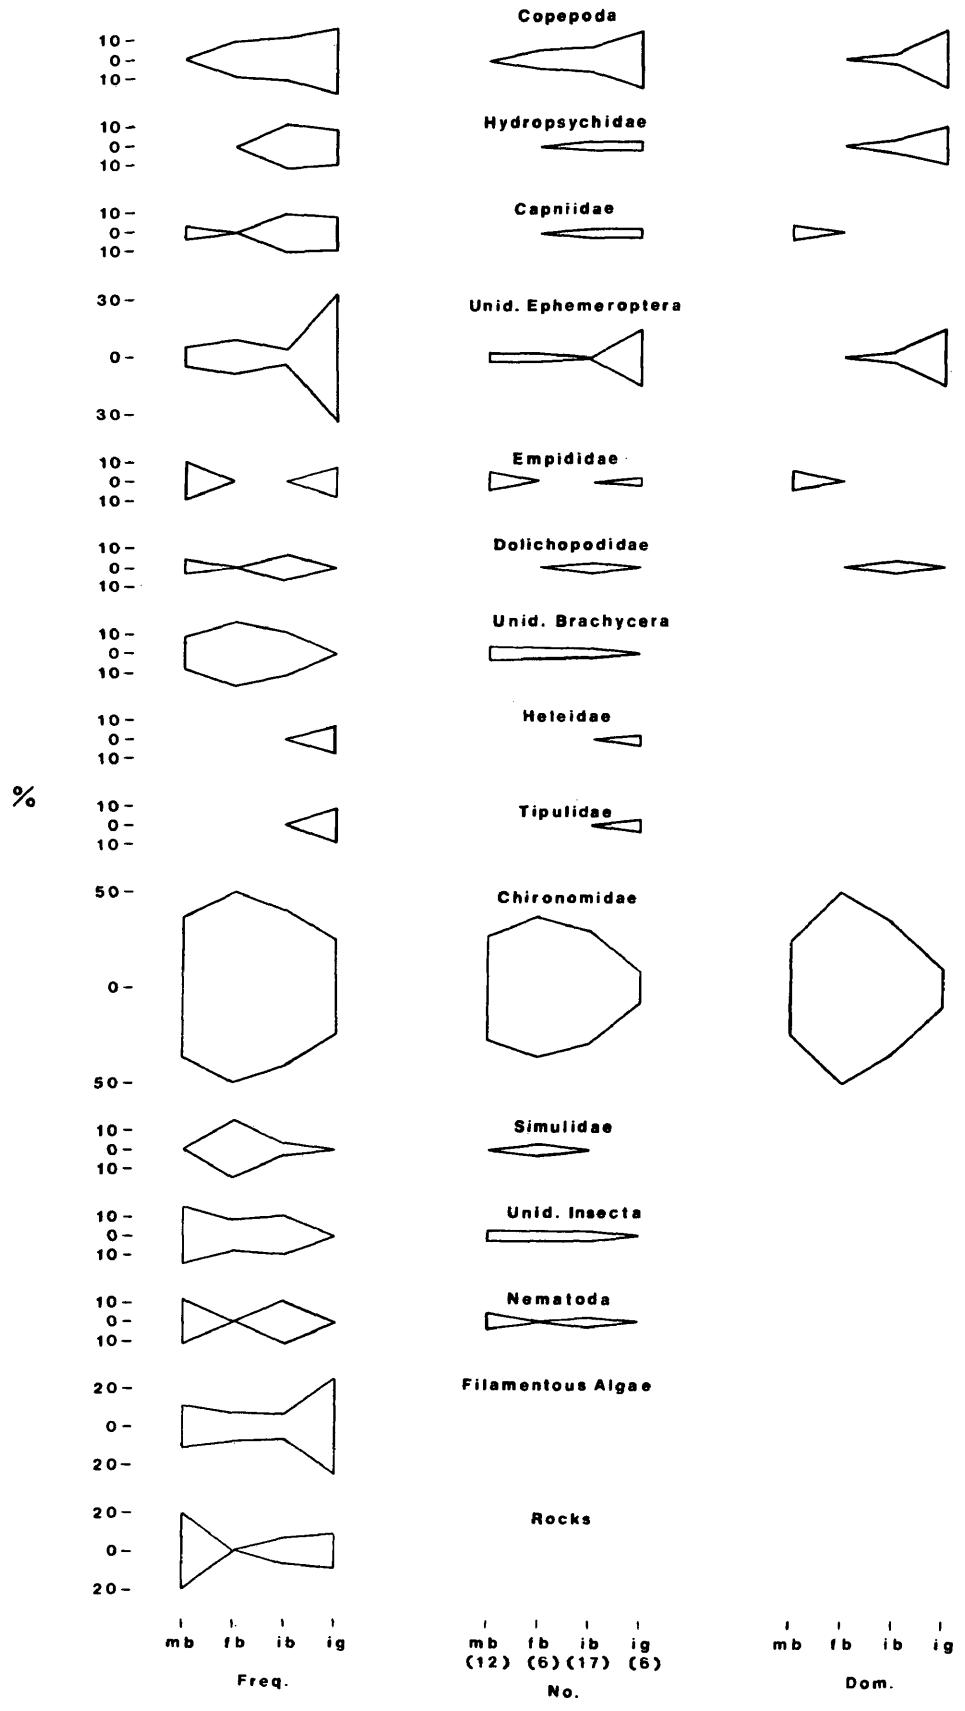 Copepoda
10-
0-
10-
Hydropsychidae
10-
0-
10-
Capniidae
10-
0-
10-
Unid. Ephemeroptera
30-
0-
30-
Empididae
10-
0-
10-
Dolichopodidae
10-
0-
10-
Unid. Brachycera
10-
0-
10-
Heleidae
10-
0-
10-
%
Tipulidae
10-
0-
10-
Chironomidae
50-
0-
50-
Simulidae
10-
0-
10-
Unid. Insecta
10-
0-
10-
Nematoda
10-
0-
10-
Filamentous Algae
20-
0-
20-
Rocks
20-
0-
20-
mb fb ib ig mb fb ib ig mb fb ib ig
(12) (6) (17) (6)
Freq. No. Dom.